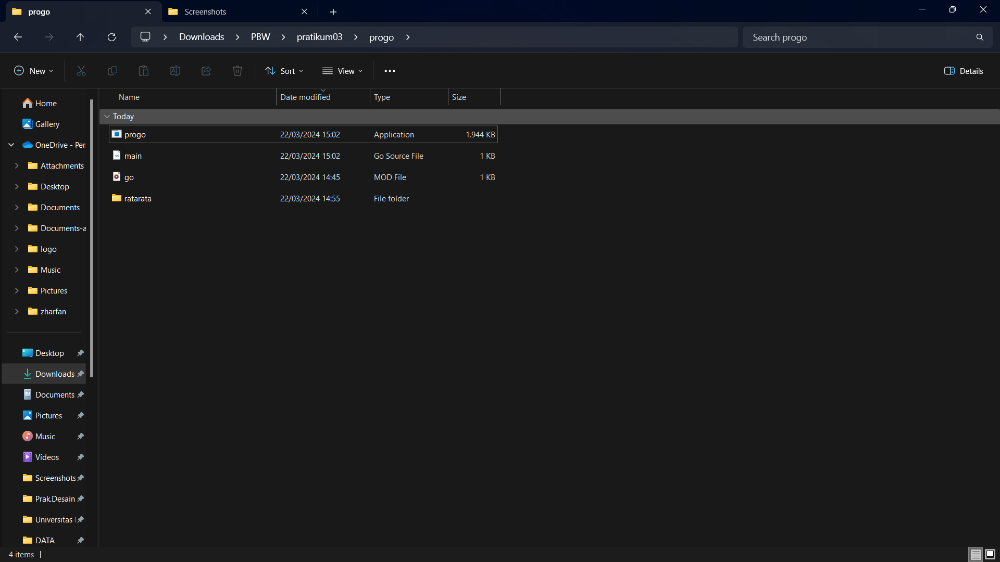 progo
Screenshots
Downloads > PBW > pratikum03 > progo >
Search progo
New
Sort
View
Details
Name Date modified Type Size
Today
progo 22/03/2024 15:02 Application 1.944 KB
main 22/03/2024 15:02 Go Source File 1 KB
go 22/03/2024 14:45 MOD File 1 KB
ratarata 22/03/2024 14:55 File folder
Home
Gallery
OneDrive - Per
Attachments
Desktop
Documents
Documents-a
logo
Music
Pictures
zharfan
Desktop
Downloads
Documents
Pictures
Music
Videos
Screenshots
Prak.Desain
Universitas
DATA
4 items